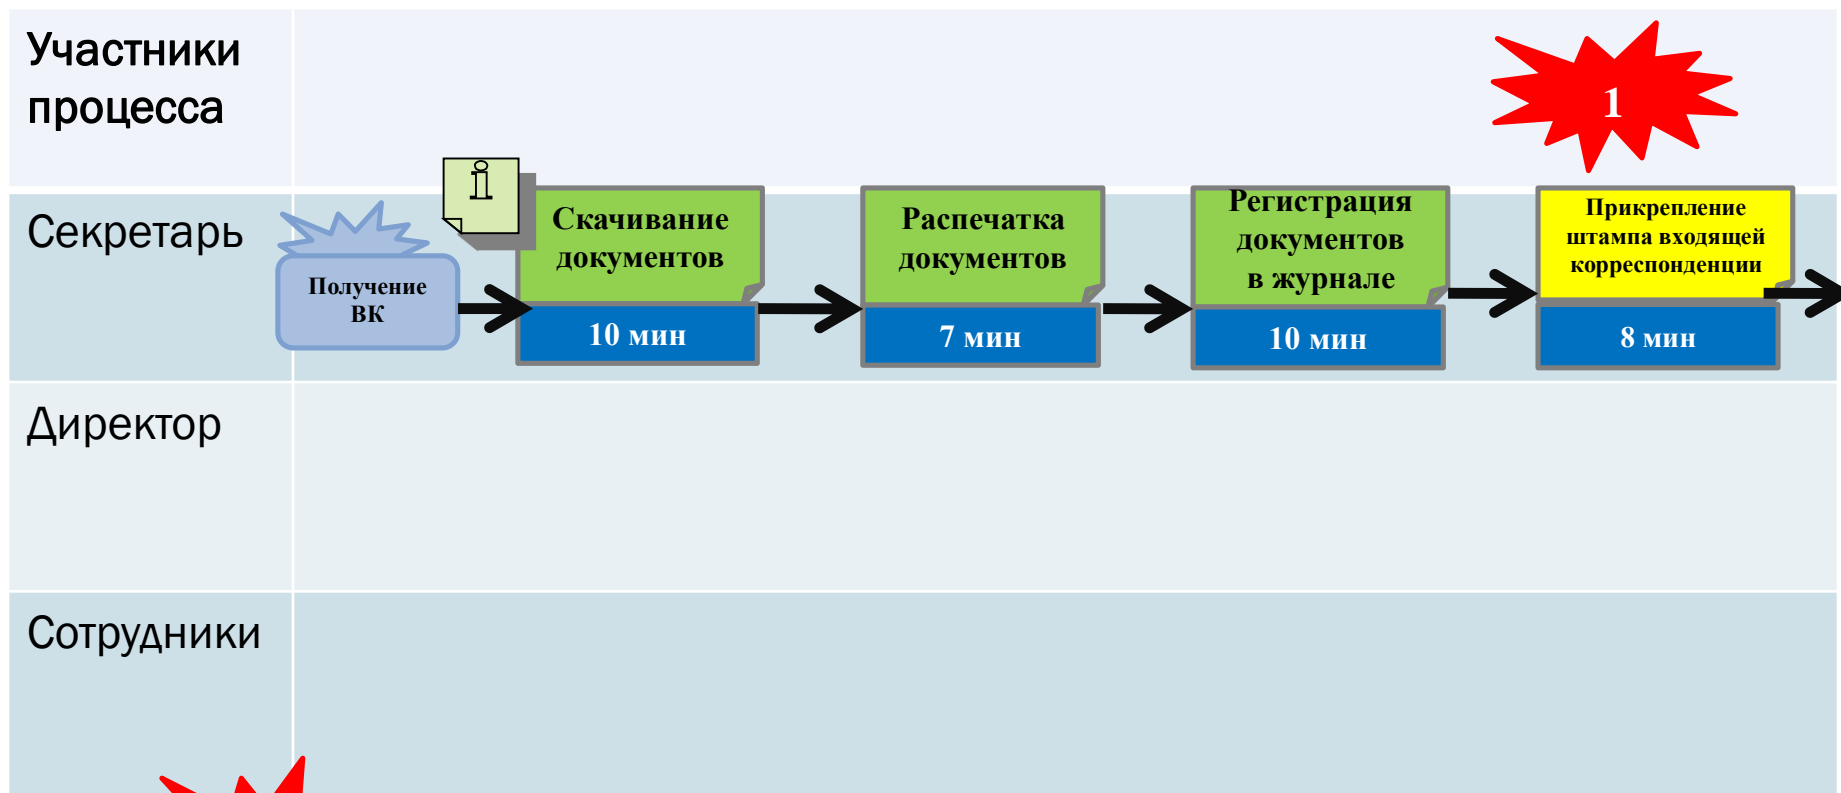 Участники
процесса
1
Секретарь
Получение
ВК
Скачивание
документов
10 мин
Распечатка
документов
7 мин
Регистрация
документов
в журнале
10 мин
Прикрепление
штампа входящей
корреспонденции
8 мин
Директор
Сотрудники